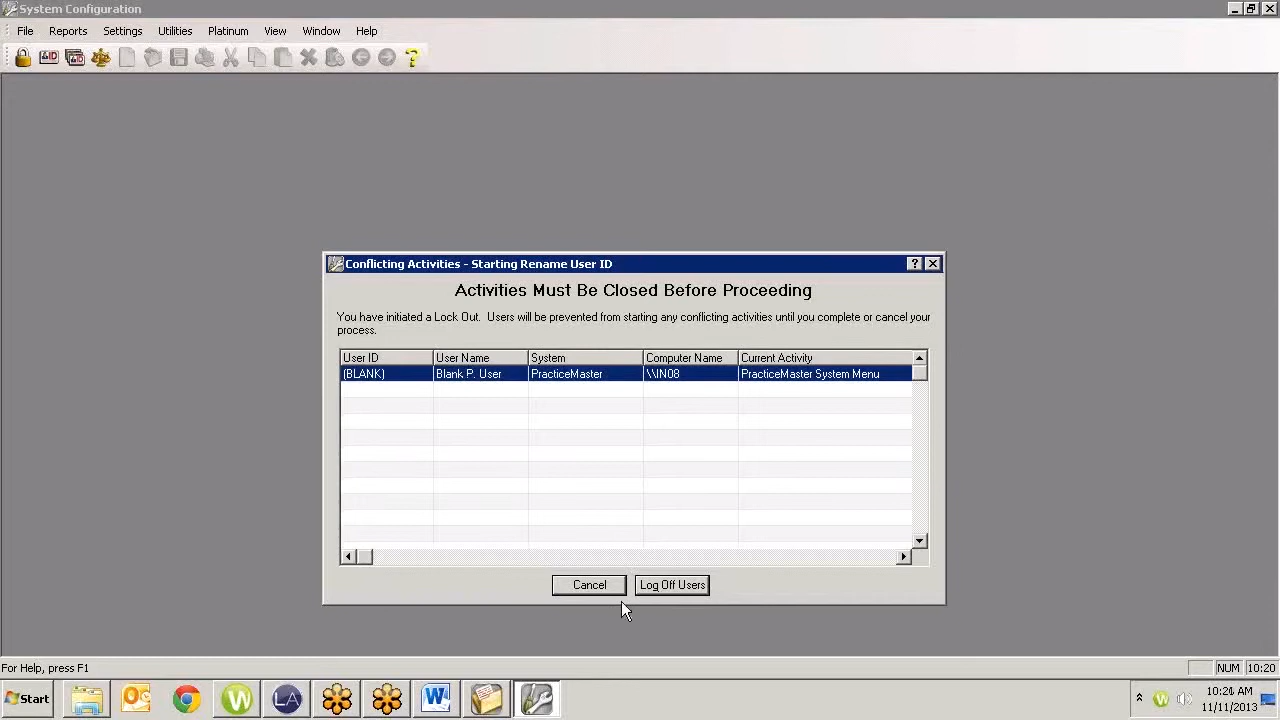 System Configuration
File Reports Settings Utilities Platinum View Window Help
Conflicting Activities - Starting Rename User ID
Activities Must Be Closed Before Proceeding
You have initiated a Lock Out. Users will be prevented from starting any conflicting activities until you complete or cancel your
process.
User ID User Name System Computer Name Current Activity
(BLANK) Blank P. User PracticeMaster \\IN08 PracticeMaster System Menu
Cancel Log Off Users
For Help, press F1 NUM 10:20
Start LA W 10:20 AM
11/11/2013